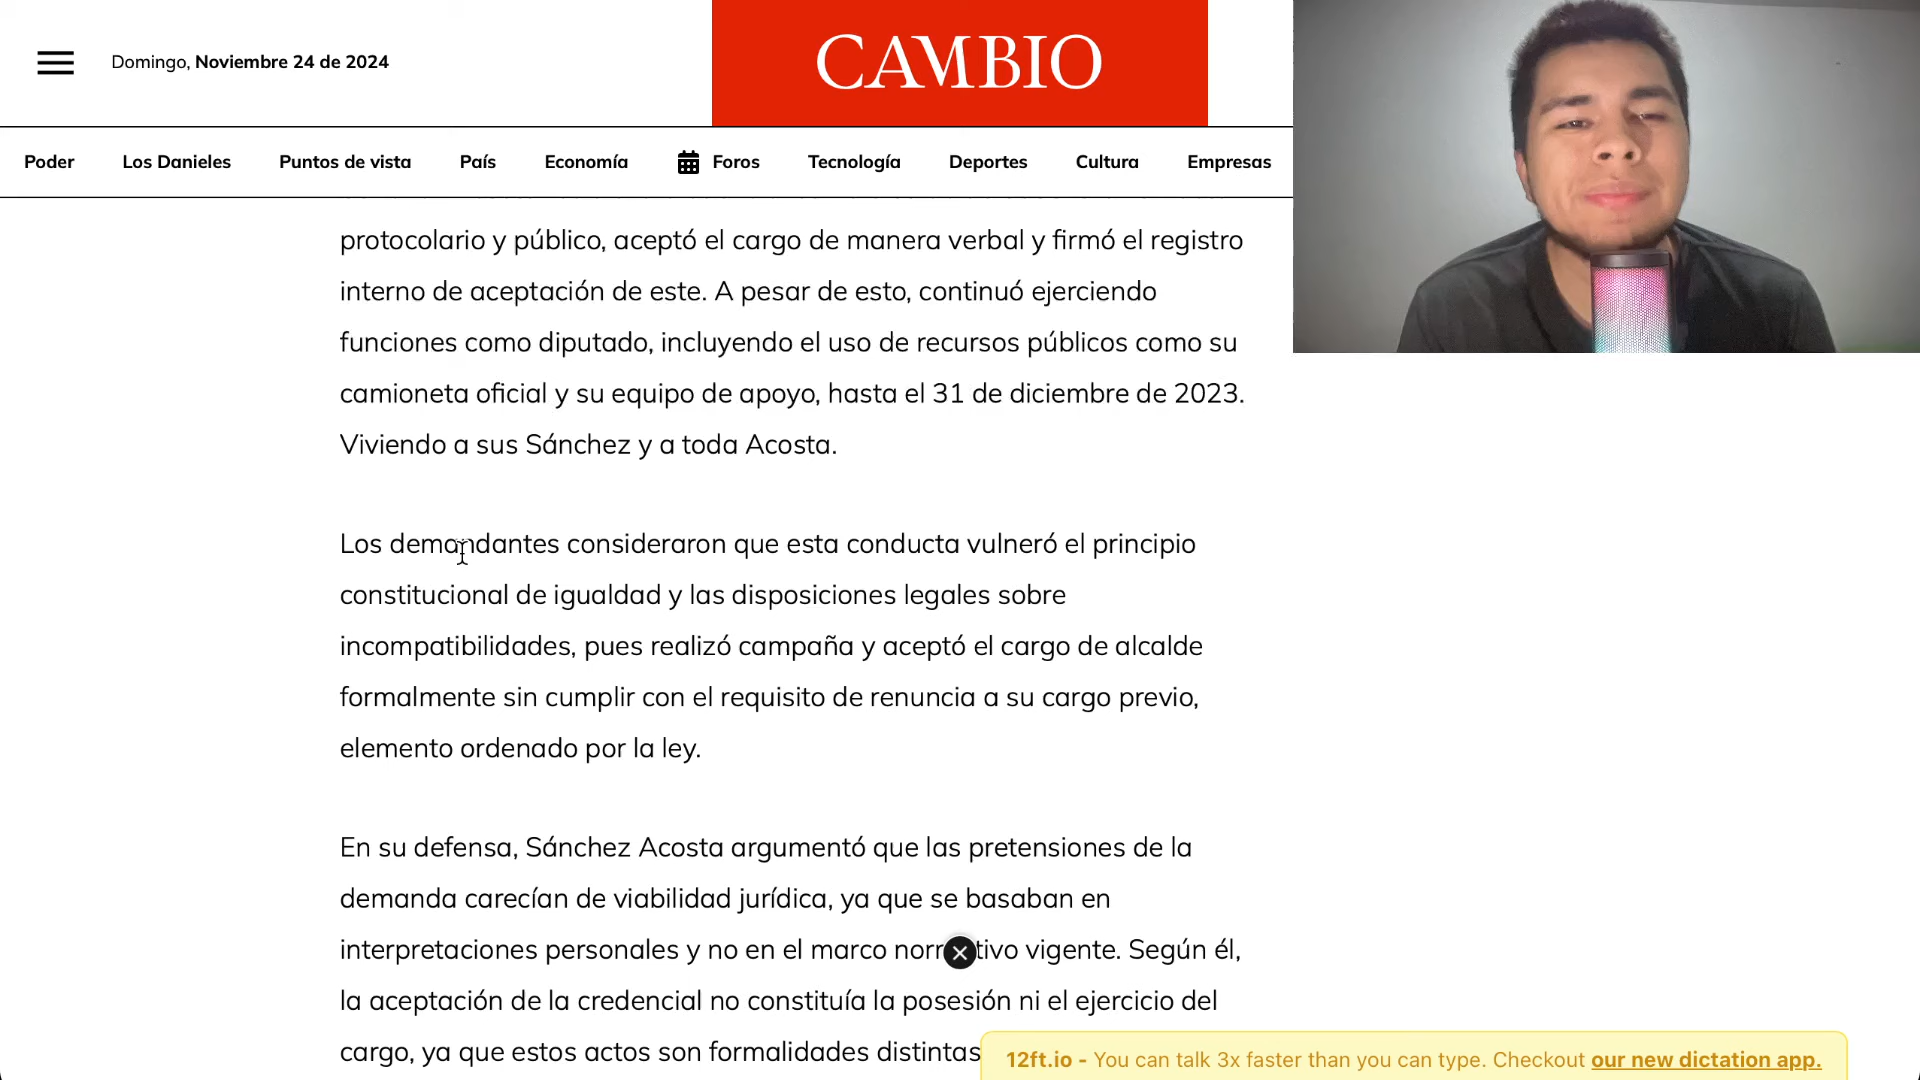 Domingo, Noviembre 24 de 2024
CAMBIO
Poder Los Danieles Puntos de vista País Economía Foros Tecnología Deportes Cultura Empresas
protocolario y público, aceptó el cargo de manera verbal y firmó el registro
interno de aceptación de este. A pesar de esto, continuó ejerciendo
funciones como diputado, incluyendo el uso de recursos públicos como su
camioneta oficial y su equipo de apoyo, hasta el 31 de diciembre de 2023.
Viviendo a sus Sánchez y a toda Acosta.
Los demandantes consideraron que esta conducta vulneró el principio
constitucional de igualdad y las disposiciones legales sobre
incompatibilidades, pues realizó campaña y aceptó el cargo de alcalde
formalmente sin cumplir con el requisito de renuncia a su cargo previo,
elemento ordenado por la ley.
En su defensa, Sánchez Acosta argumentó que las pretensiones de la
demanda carecían de viabilidad jurídica, ya que se basaban en
interpretaciones personales y no en el marco normativo vigente. Según él,
la aceptación de la credencial no constituía la posesión ni el ejercicio del
cargo, ya que estos actos son formalidades distintas
12ft.io - You can talk 3x faster than you can type. Checkout our new dictation app.